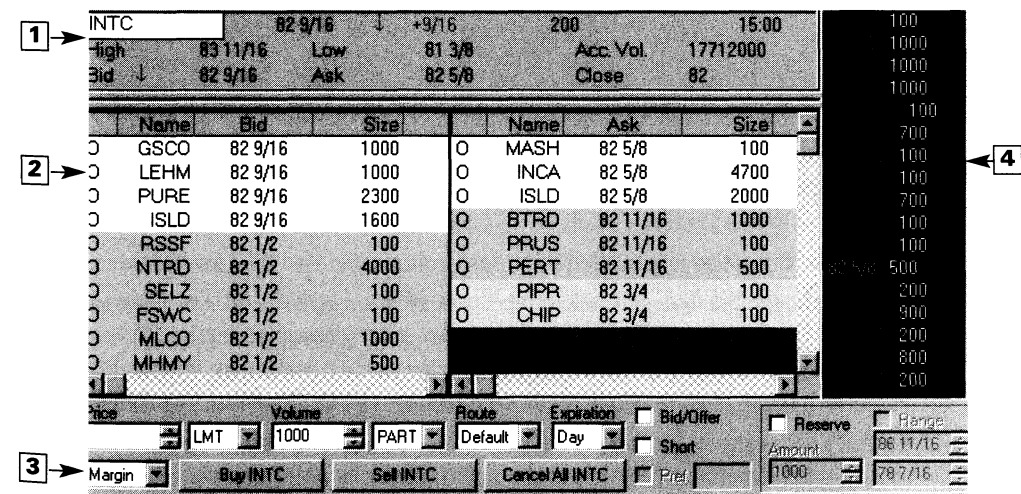 1
INTC 82 9/16 ↓ +9/16 200 15:00
High 83 11/16 Low 81 3/8 Acc. Vol. 17712000
Bid ↓ 82 9/16 Ask 82 5/8 Close 82
Name Bid Size Name Ask Size
O GSCO 82 9/16 1000 O MASH 82 5/8 100
2
O LEHM 82 9/16 1000 O INCA 82 5/8 4700
O PURE 82 9/16 2300 O ISLD 82 5/8 2000
O ISLD 82 9/16 1600 O BTRD 82 11/16 1000
O RSSF 82 1/2 100 O PRUS 82 11/16 100
O NTRD 82 1/2 4000 O PERT 82 11/16 500
O SELZ 82 1/2 100 O PIPR 82 3/4 100
O FSWC 82 1/2 100 O CHIP 82 3/4 100
O MLCO 82 1/2 1000
O MHMY 82 1/2 500
100
1000
1000
1000
100
700
100
4
100
700
100
100
82 5/8 500
200
900
200
800
200
Price Volume Route Expiration Bid/Offer Reserve Range
LMT 1000 PART Default Day Short Amount 86 11/16
3
Margin Buy INTC Sell INTC Cancel All INTC Pref 1000 78 7/16